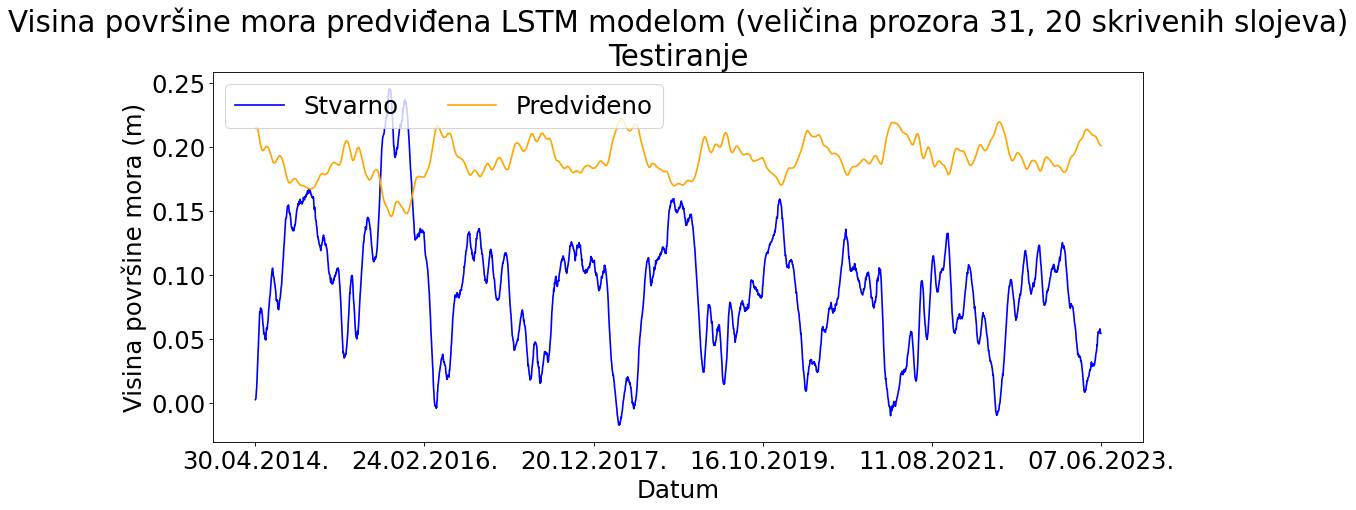 Visina površine mora predviđena LSTM modelom (veličina prozora 31, 20 skrivenih slojeva)
Testiranje
Stvarno Predviđeno
Visina površine mora (m)
0.25
0.20
0.15
0.10
0.05
0.00
30.04.2014. 24.02.2016. 20.12.2017. 16.10.2019. 11.08.2021. 07.06.2023.
Datum